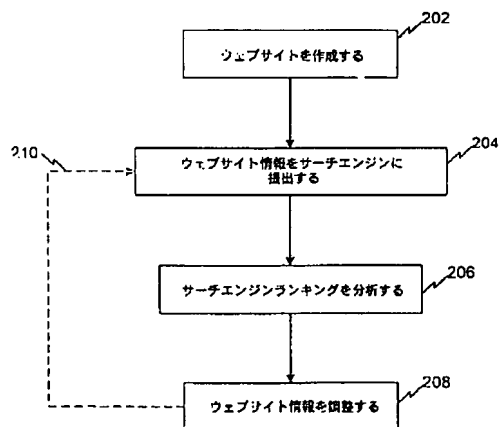 202
ウェブサイトを作成する
210
204
ウェブサイト情報をサーチエンジンに
提出する
206
サーチエンジンランキングを分析する
208
ウェブサイト情報を調整する